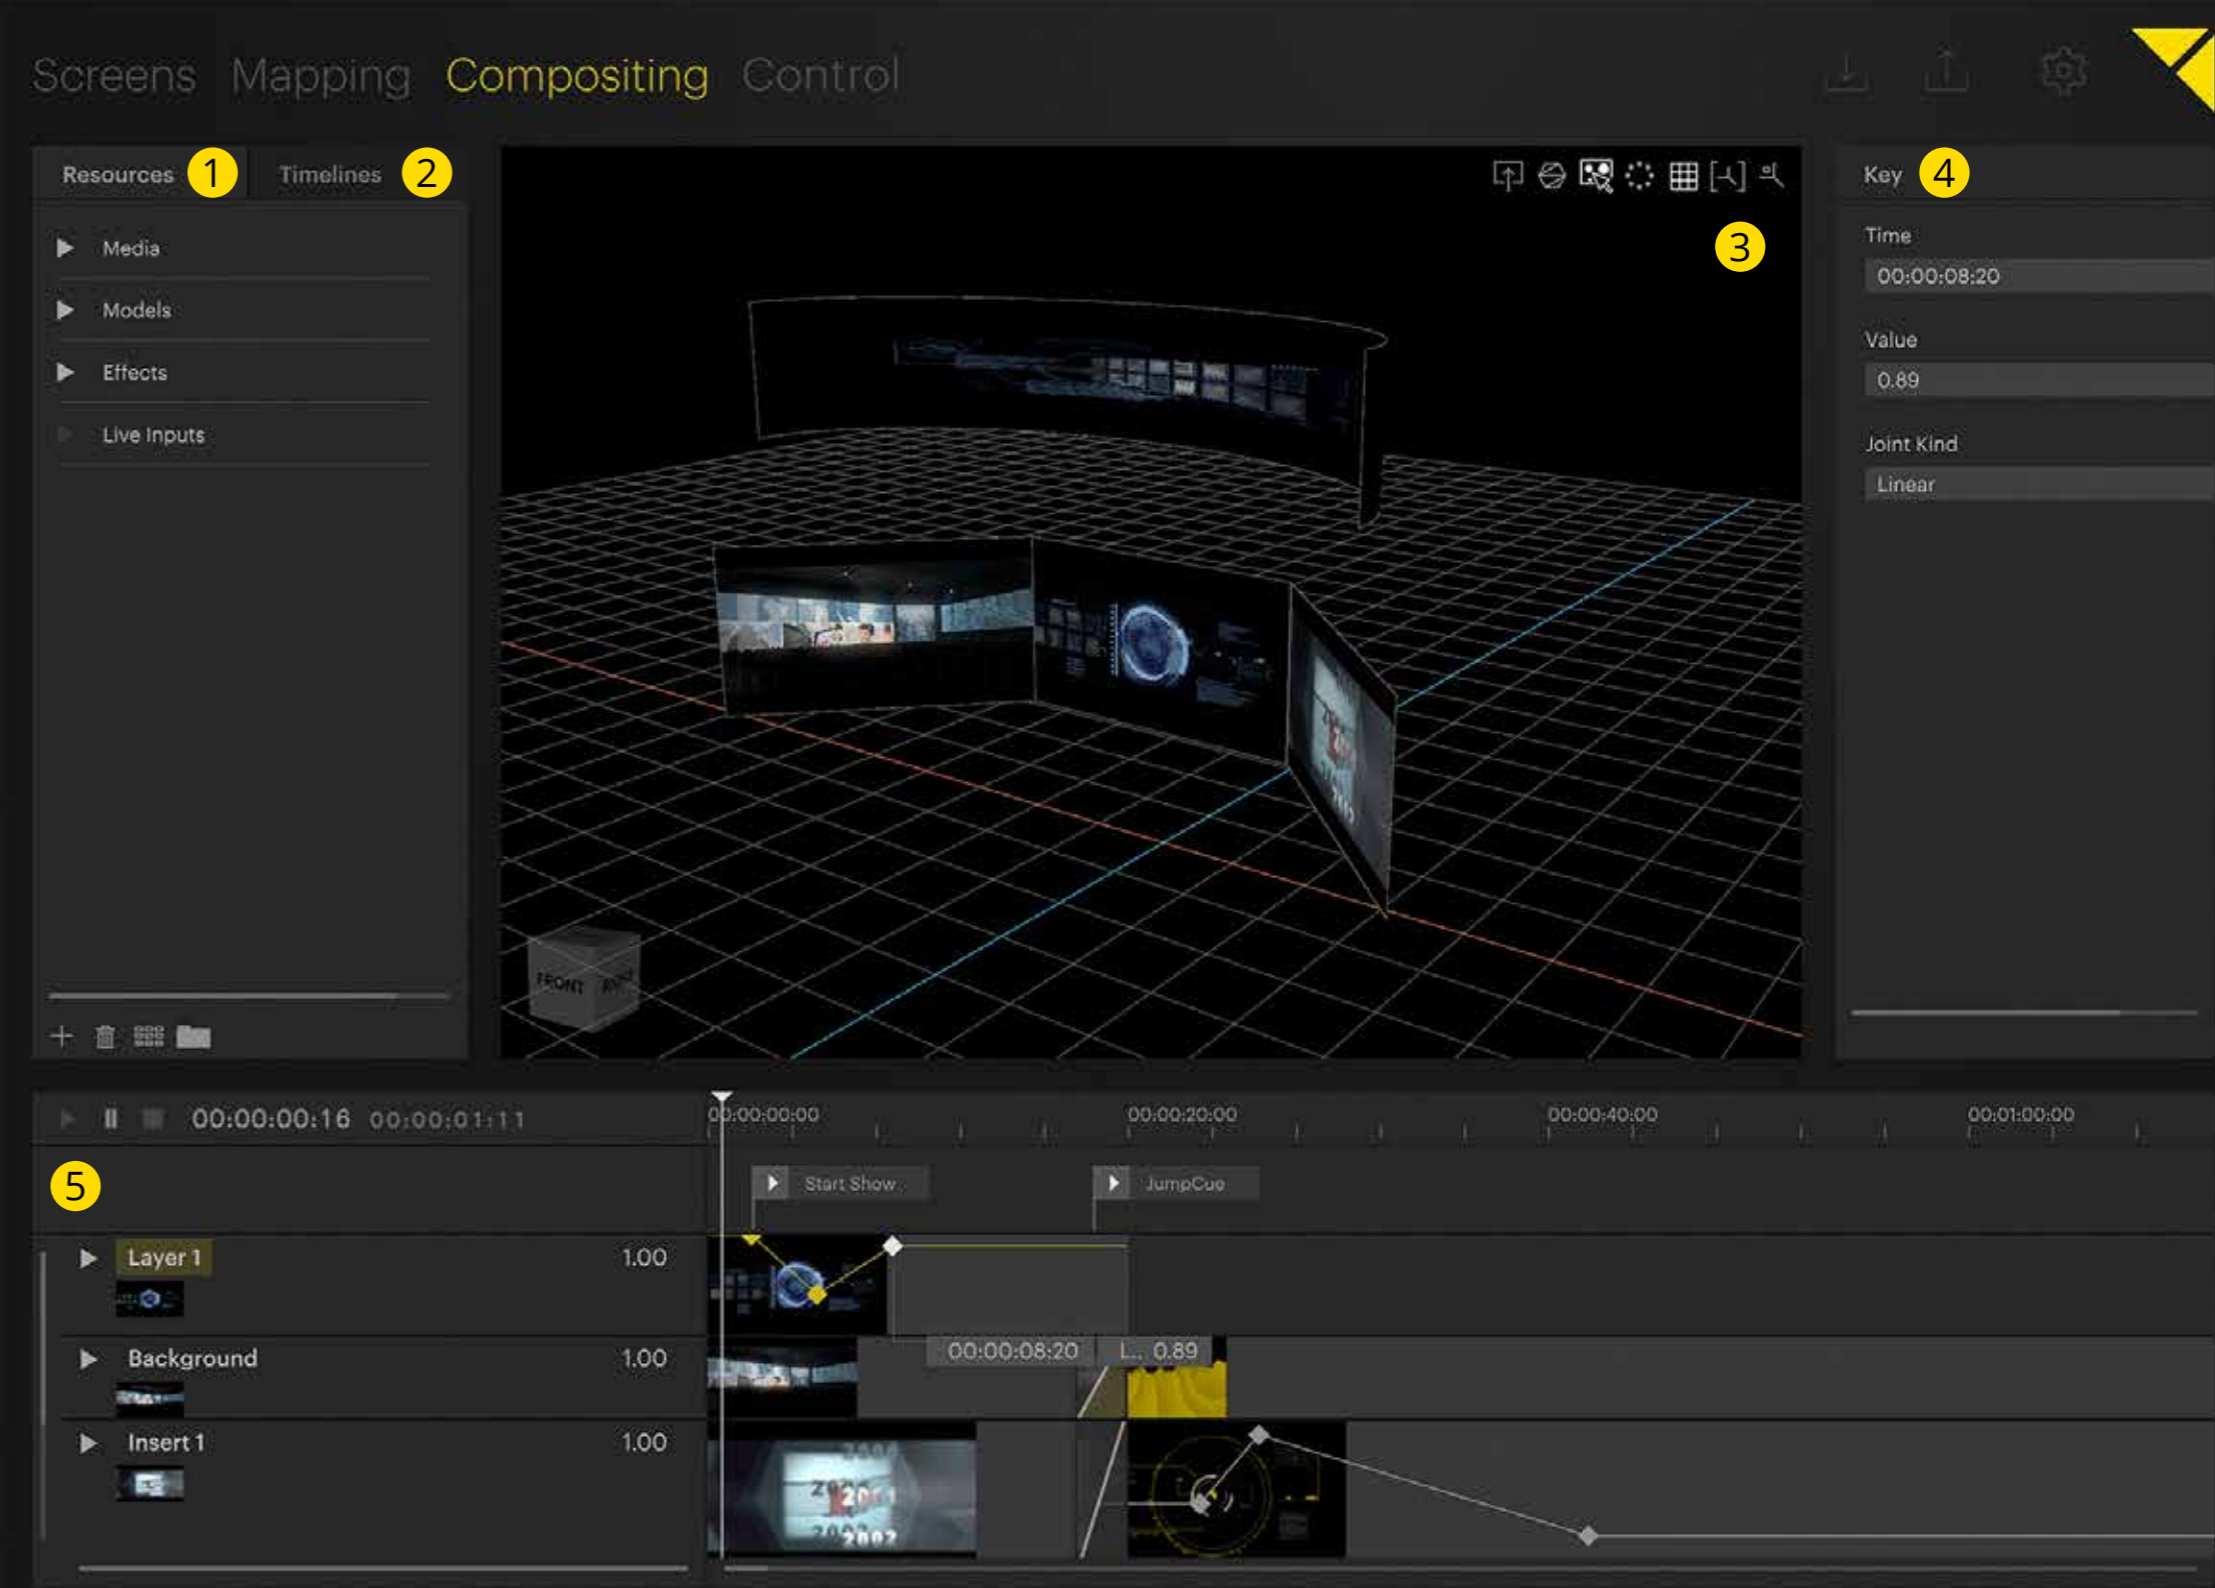 Screens Mapping Compositing Control
Resources 1 Timelines 2
3
Key 4
Media
Models
Effects
Live Inputs
Time
00:00:08:20
Value
0.89
Joint Kind
Linear
FRONT RIGHT
00:00:00:16 00:00:01:11
00:00:00:00 00:00:20:00 00:00:40:00 00:01:00:00
5
Start Show
JumpCue
Layer 1 1.00
Background 1.00
00:00:08:20 L... 0.89
Insert 1 1.00
2002